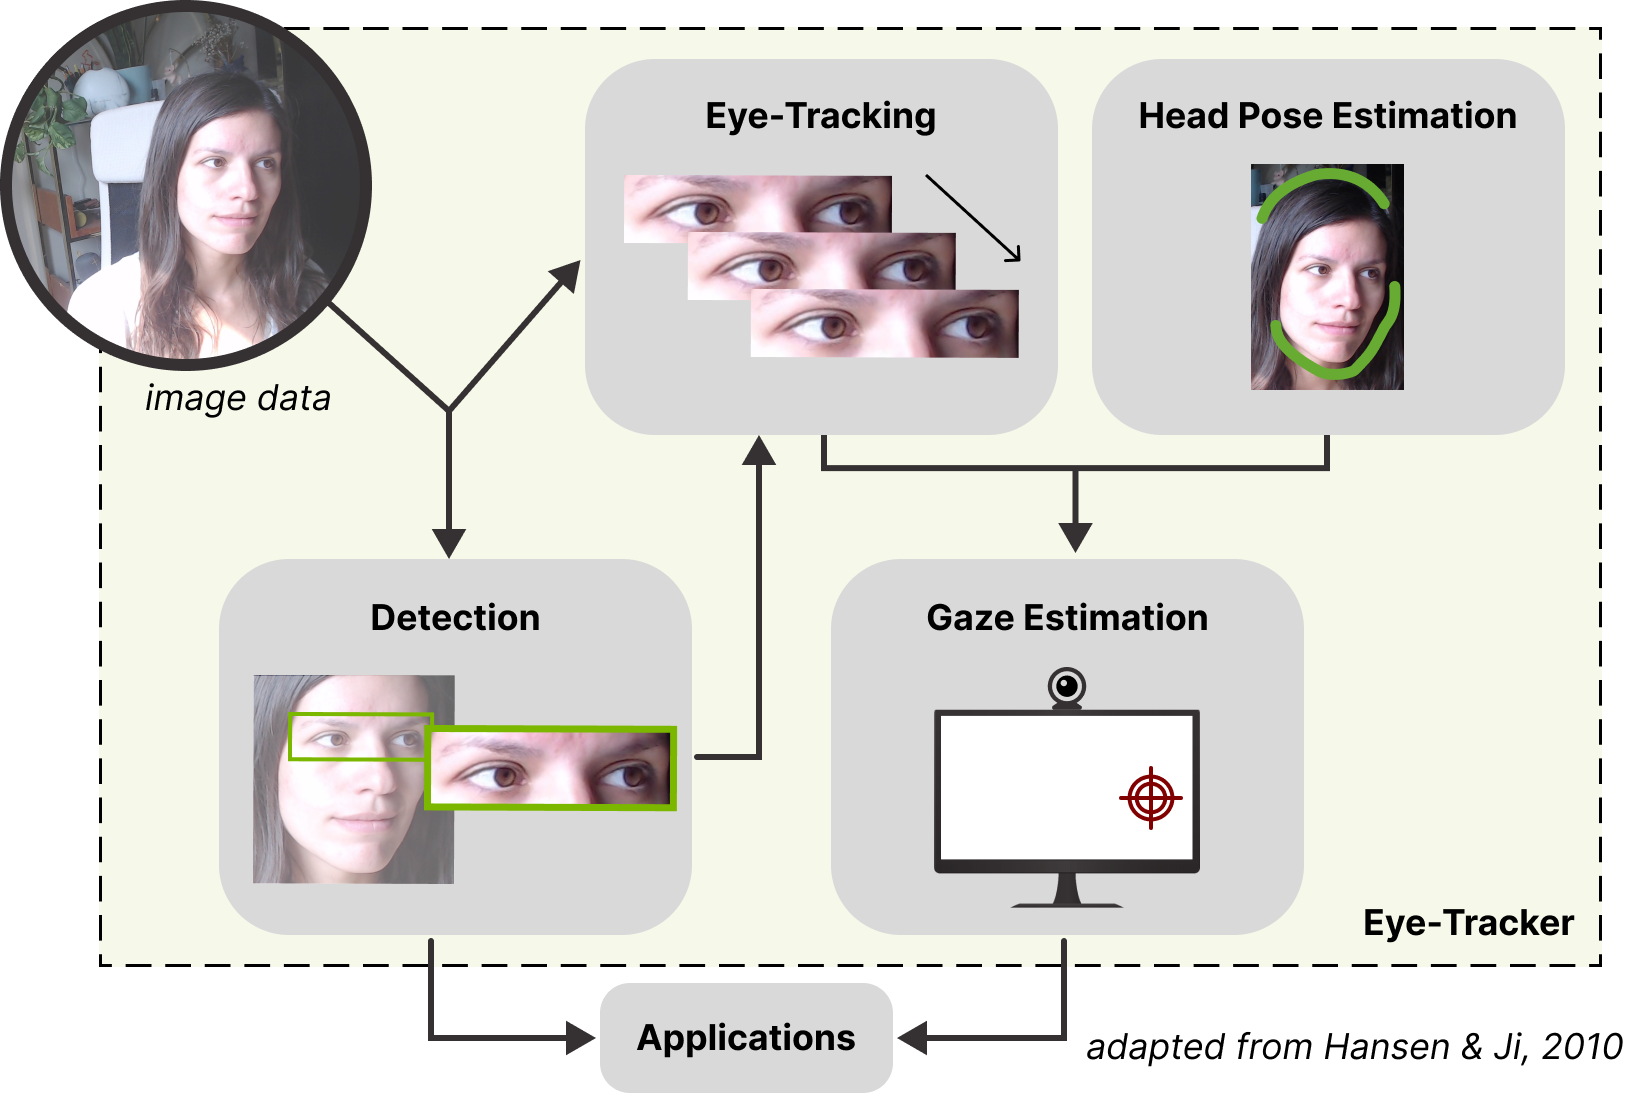 Eye-Tracking
Head Pose Estimation
image data
Detection
Gaze Estimation
Eye-Tracker
Applications
adapted from Hansen & Ji, 2010